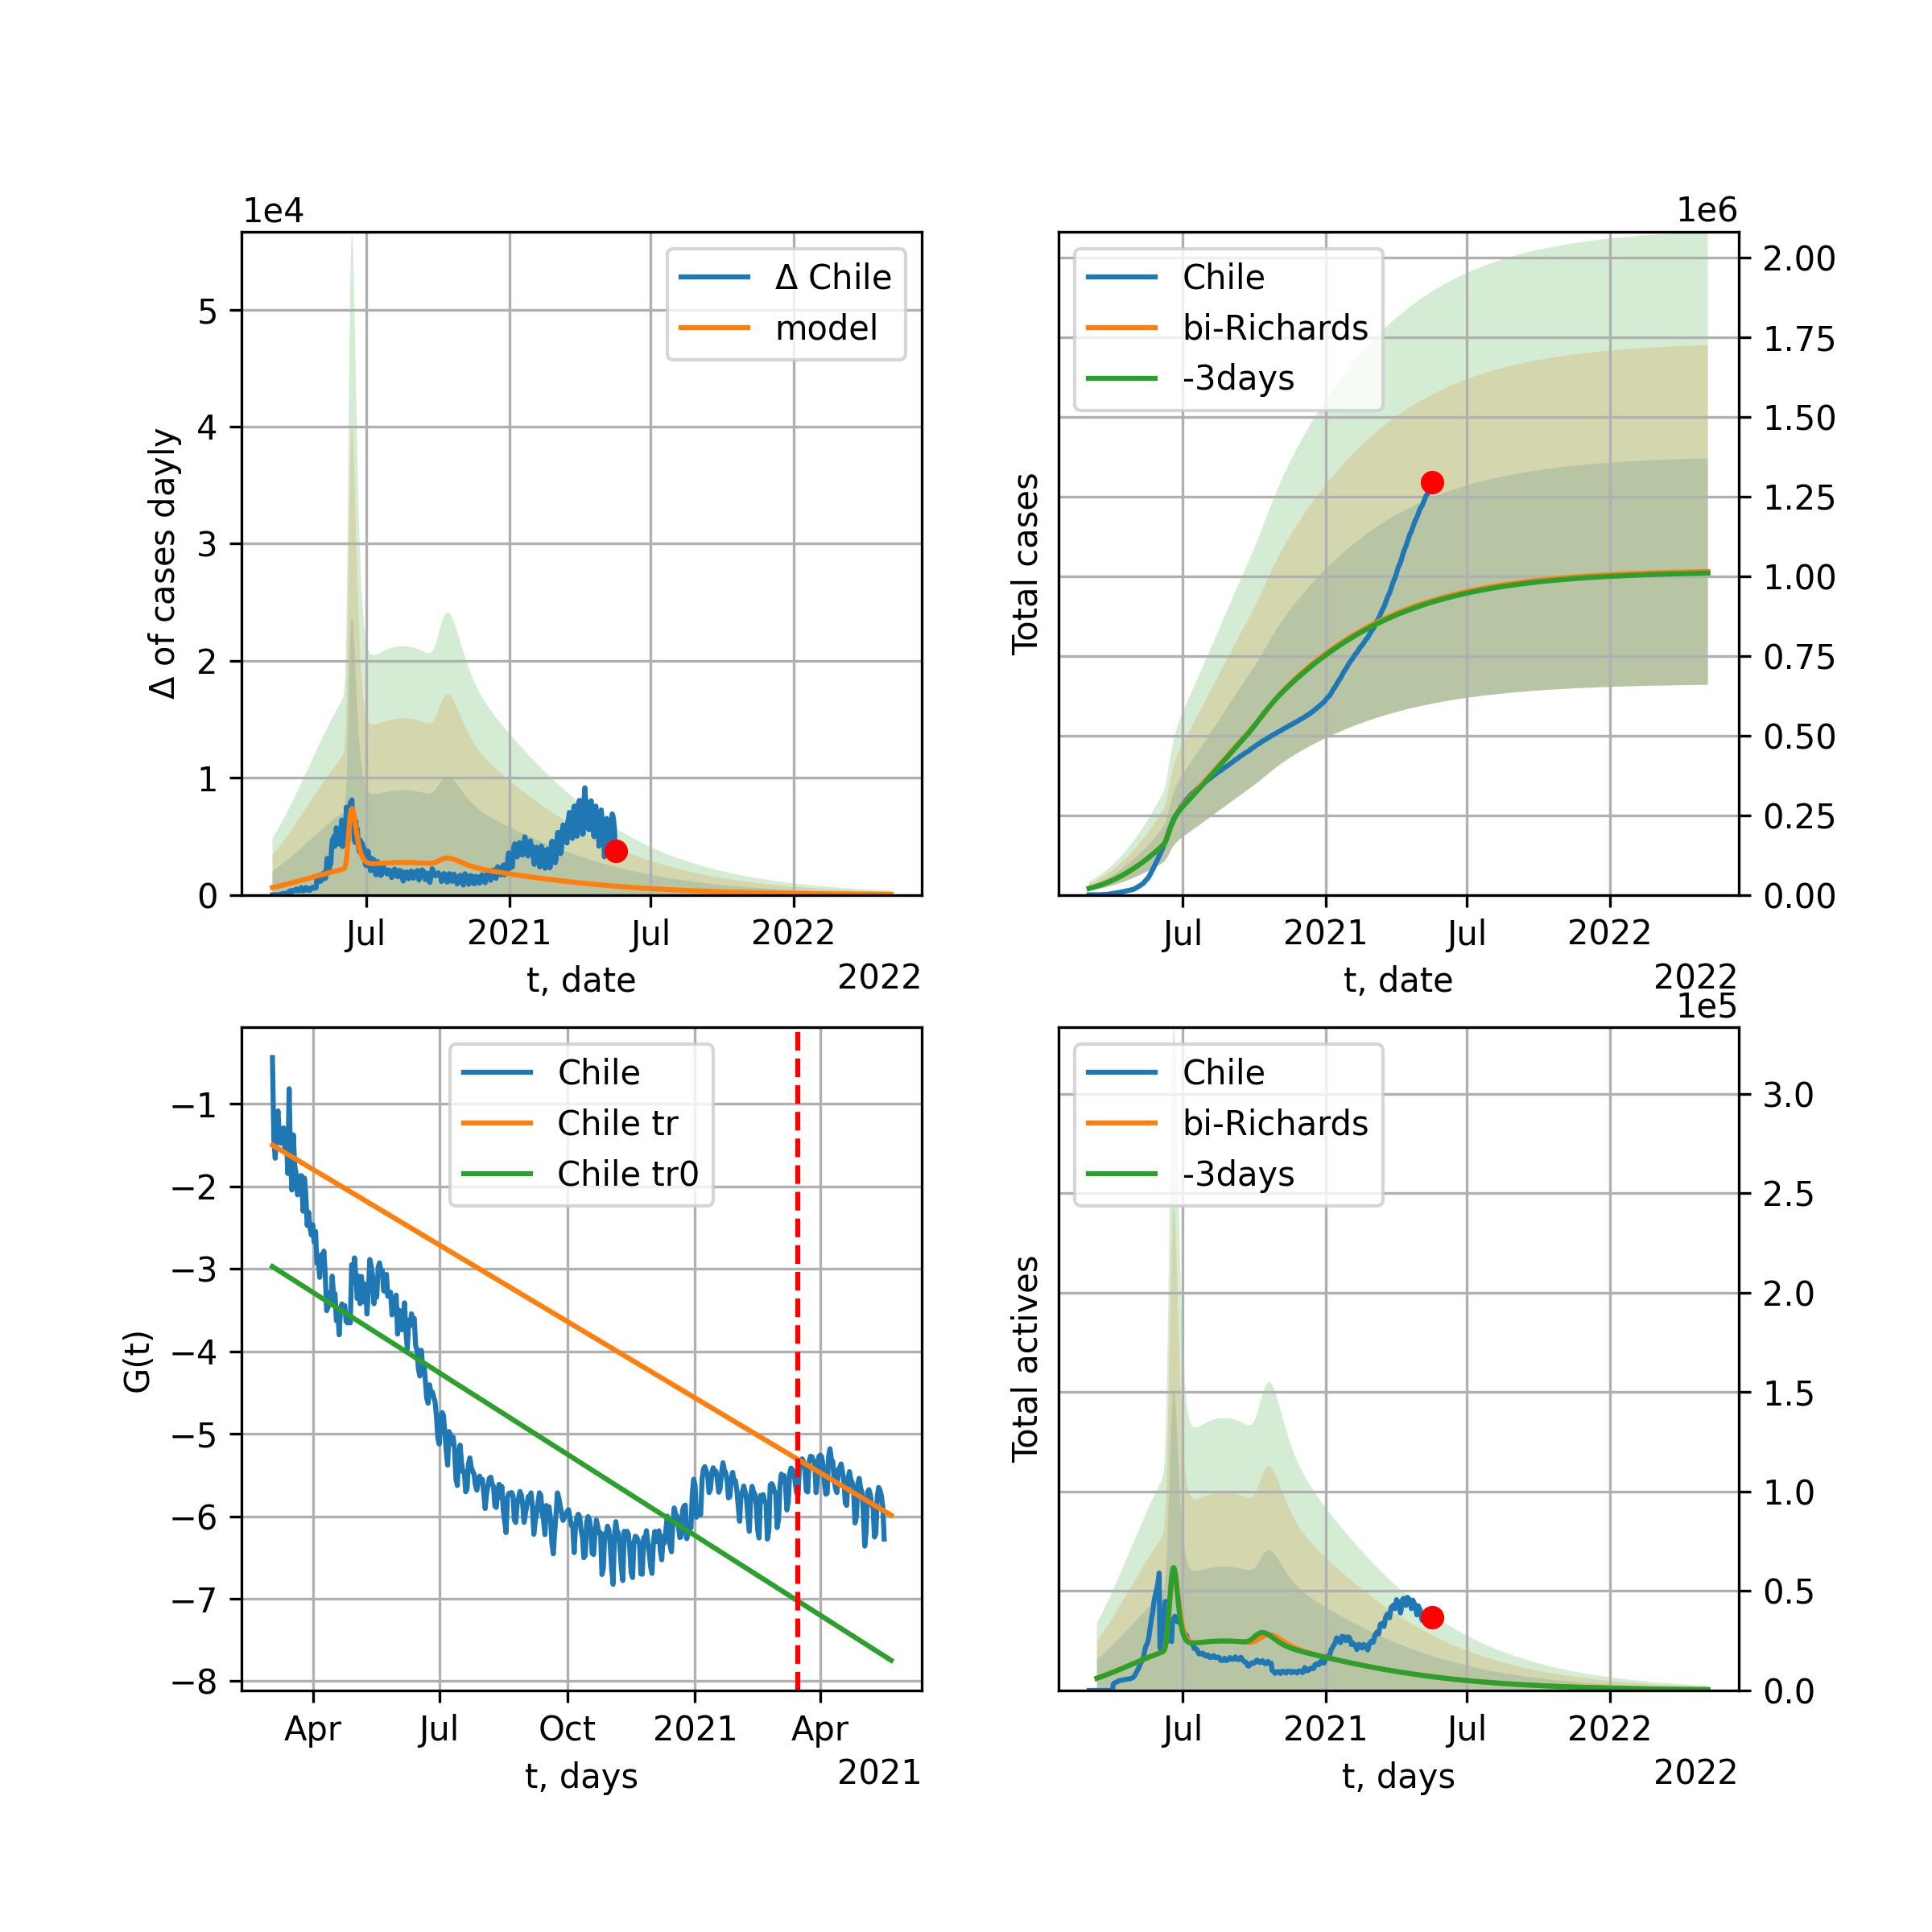 1e4
Δ of cases dayly
5
4
3
2
1
0
Δ Chile
model
Jul
2021
Jul
2022
t, date
2022
1e6
Total cases
Chile
bi-Richards
-3days
2.00
1.75
1.50
1.25
1.00
0.75
0.50
0.25
0.00
Jul
2021
Jul
2022
t, date
2022
G(t)
−1
−2
−3
−4
−5
−6
−7
−8
Chile
Chile tr
Chile tr0
Apr
Jul
Oct
2021
Apr
t, days
2021
1e5
Total actives
Chile
bi-Richards
-3days
3.0
2.5
2.0
1.5
1.0
0.5
0.0
Jul
2021
Jul
2022
t, days
2022